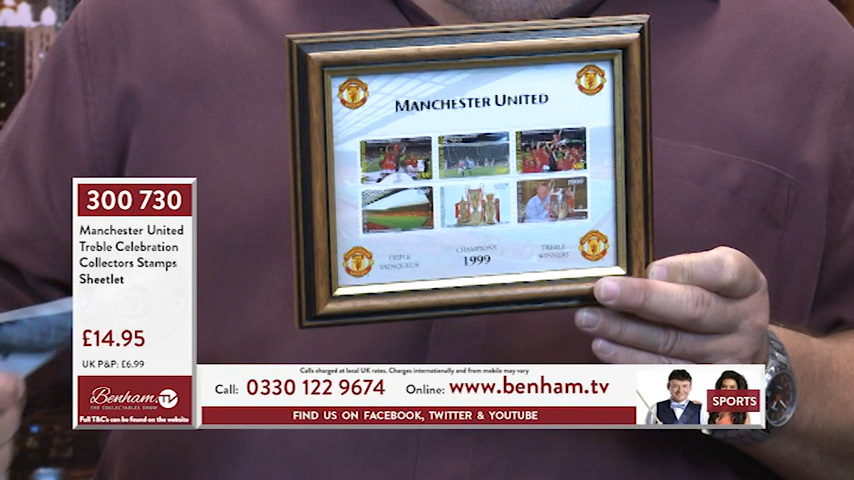 MANCHESTER UNITED
CHAMPIONS
1999
TREBLE
WINNERS
TRIPLE
300 730
Manchester United
Treble Celebration
Collectors Stamps
Sheetlet
£14.95
UK P&P: £6.99
Benham.TV
THE COLLECTABLES SHOW
Full T&C's can be found on the website
Calls charged at local UK rates. Charges internationally and from mobile may vary
Call: 0330 122 9674 Online: www.benham.tv
FIND US ON FACEBOOK, TWITTER & YOUTUBE
SPORTS